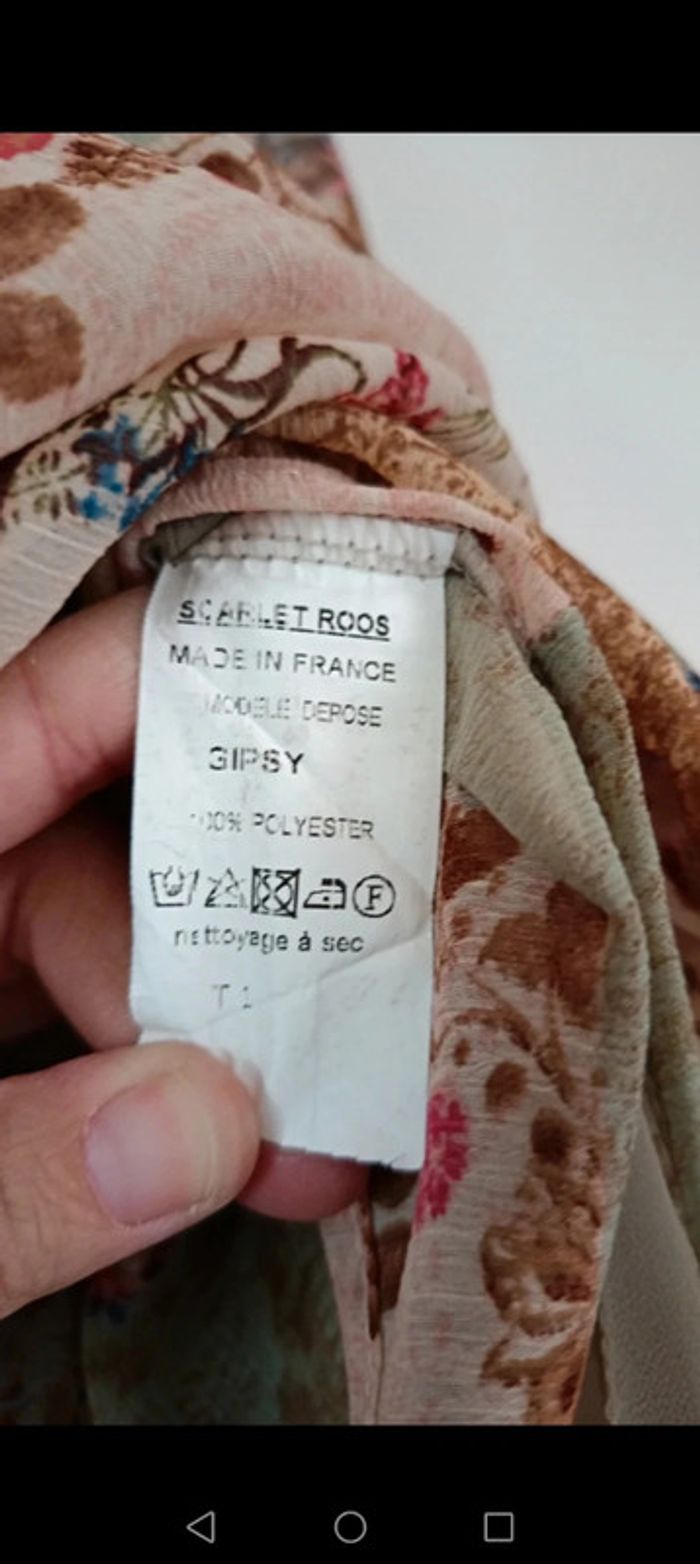 SCARLET ROOS
MADE IN FRANCE
MODELE DEPOSE
GIPSY
100% POLYESTER
F
nettoyage à sec
T 1